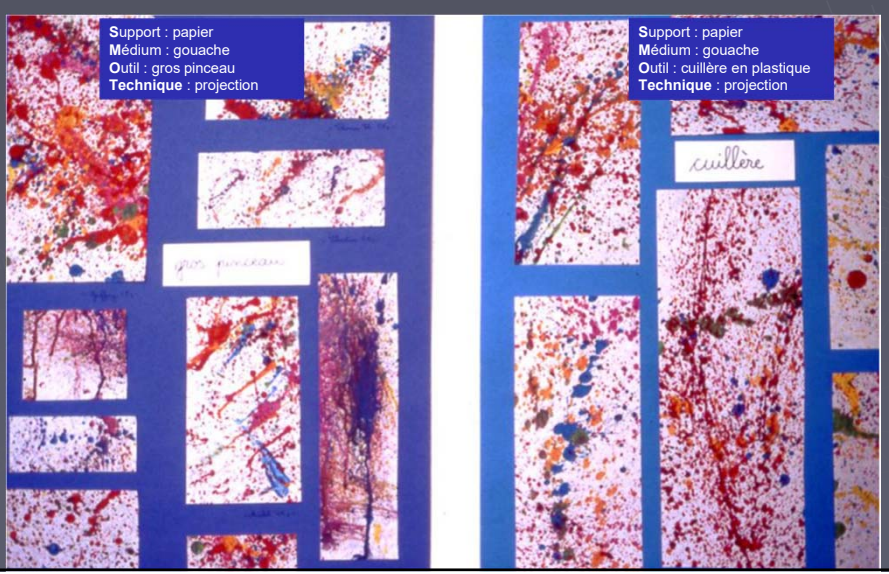 Support : papier
Médium : gouache
Outil : gros pinceau
Technique : projection
gros pinceau
Support : papier
Médium : gouache
Outil : cuillère en plastique
Technique : projection
cuillère